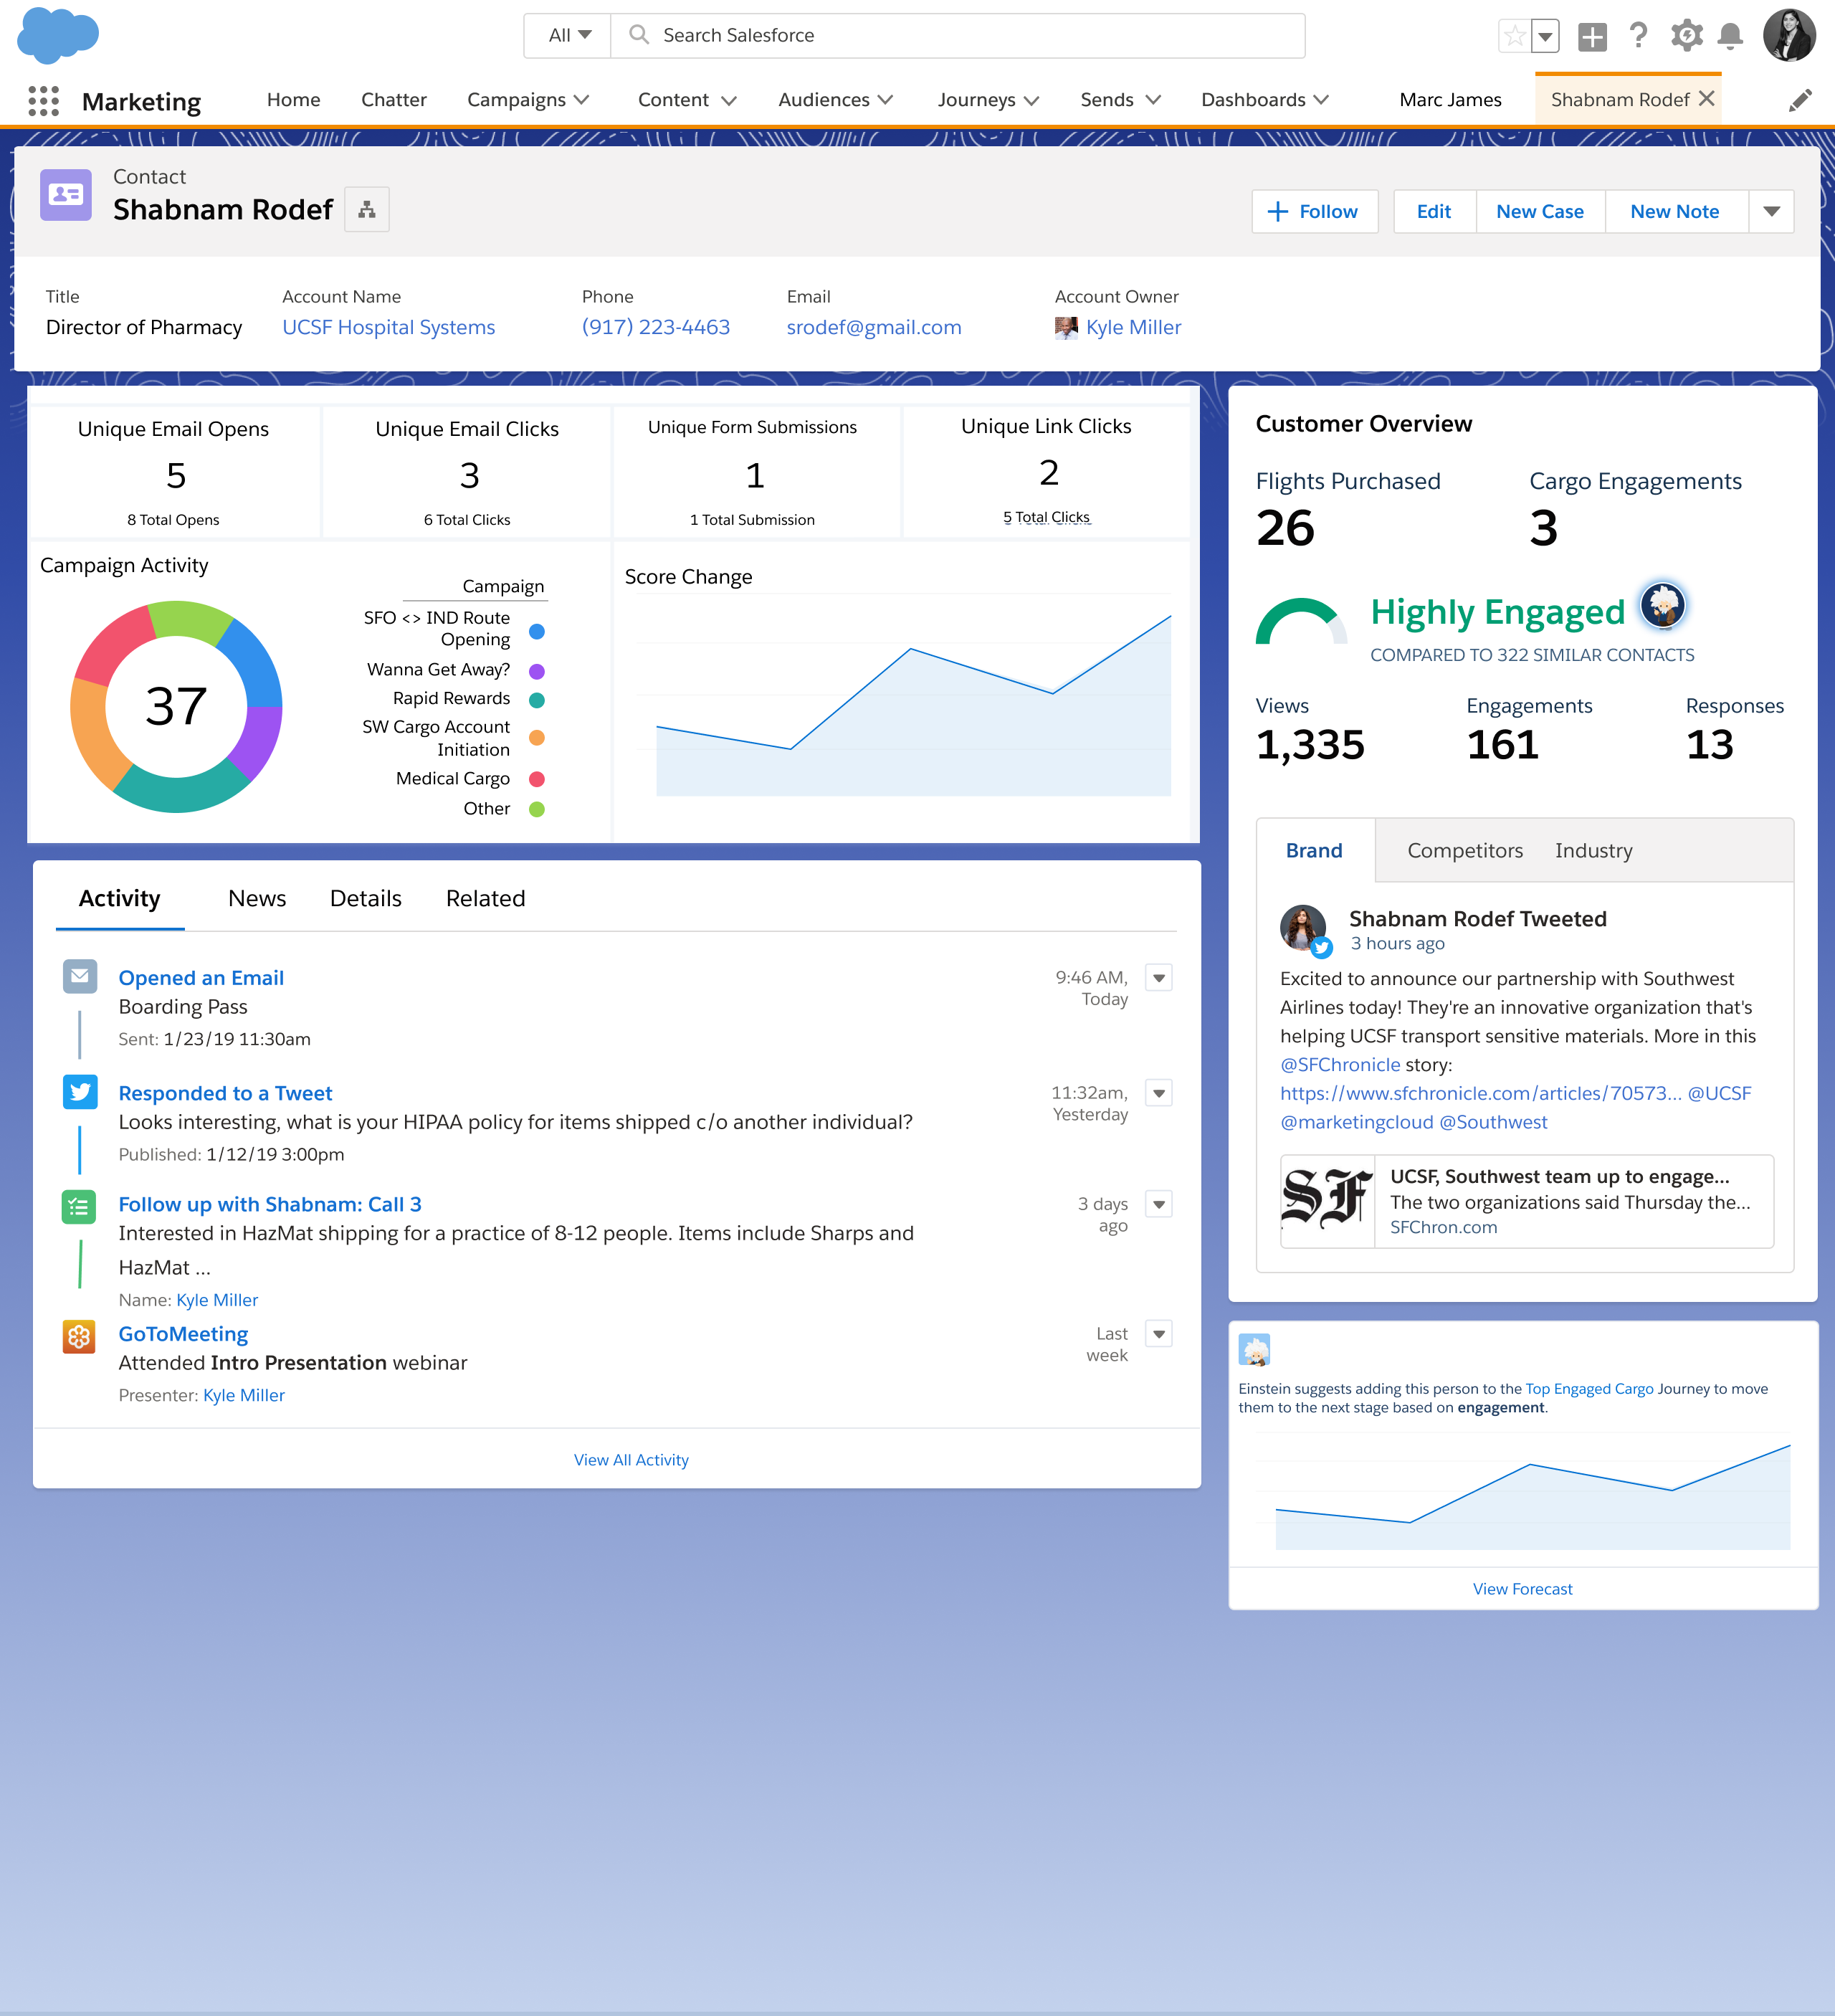 All
Search Salesforce
Marketing
Home
Chatter
Campaigns
Content
Audiences
Journeys
Sends
Dashboards
Marc James
Shabnam Rodef
Contact
Shabnam Rodef
Follow
Edit
New Case
New Note
Title
Director of Pharmacy
Account Name
UCSF Hospital Systems
Phone
(917) 223-4463
Email
srodef@gmail.com
Account Owner
Kyle Miller
Unique Email Opens
5
8 Total Opens
Unique Email Clicks
3
6 Total Clicks
Unique Form Submissions
1
1 Total Submission
Unique Link Clicks
2
5 Total Clicks
Campaign Activity
37
Campaign
SFO <> IND Route
Opening
Wanna Get Away?
Rapid Rewards
SW Cargo Account
Initiation
Medical Cargo
Other
Score Change
Activity
News
Details
Related
Opened an Email
Boarding Pass
Sent: 1/23/19 11:30am
9:46 AM,
Today
Responded to a Tweet
Looks interesting, what is your HIPAA policy for items shipped c/o another individual?
Published: 1/12/19 3:00pm
11:32am,
Yesterday
Follow up with Shabnam: Call 3
Interested in HazMat shipping for a practice of 8-12 people. Items include Sharps and
HazMat ...
Name: Kyle Miller
3 days
ago
GoToMeeting
Attended Intro Presentation webinar
Presenter: Kyle Miller
Last
week
View All Activity
Customer Overview
Flights Purchased
26
Cargo Engagements
3
Highly Engaged
COMPARED TO 322 SIMILAR CONTACTS
Views
1,335
Engagements
161
Responses
13
Brand
Competitors
Industry
Shabnam Rodef Tweeted
3 hours ago
Excited to announce our partnership with Southwest
Airlines today! They're an innovative organization that's
helping UCSF transport sensitive materials. More in this
@SFChronicle story:
https://www.sfchronicle.com/articles/70573... @UCSF
@marketingcloud @Southwest
SF
UCSF, Southwest team up to engage...
The two organizations said Thursday the...
SFChron.com
Einstein suggests adding this person to the Top Engaged Cargo Journey to move
them to the next stage based on engagement.
View Forecast